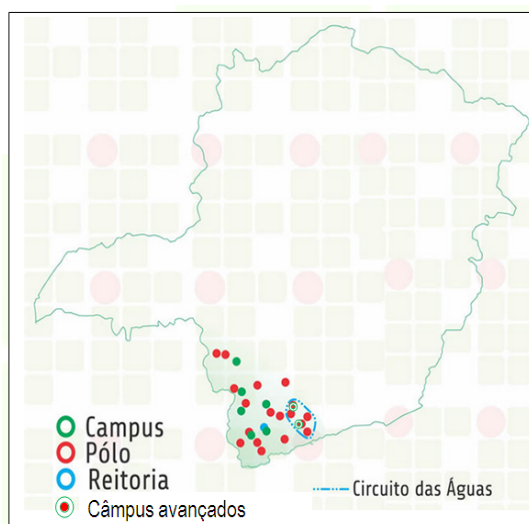 Campus
Pólo
Reitoria
Câmpus avançados
Circuito das Águas